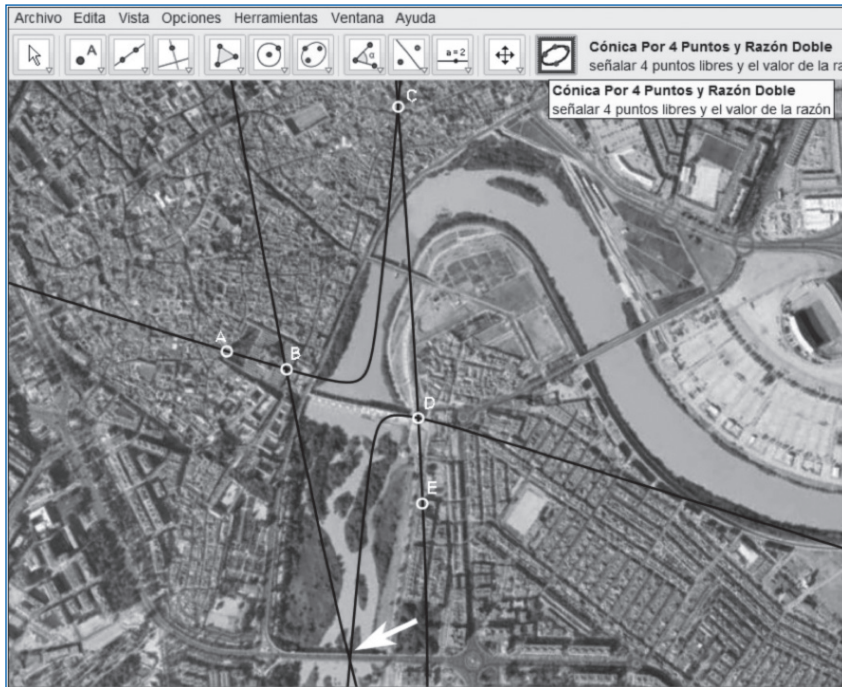 Archivo Edita Vista Opciones Herramientas Ventana Ayuda
A
α
a=2
Cónica Por 4 Puntos y Razón Doble
señalar 4 puntos libres y el valor de la ra
Cónica Por 4 Puntos y Razón Doble
señalar 4 puntos libres y el valor de la razón
C
A
B
D
E